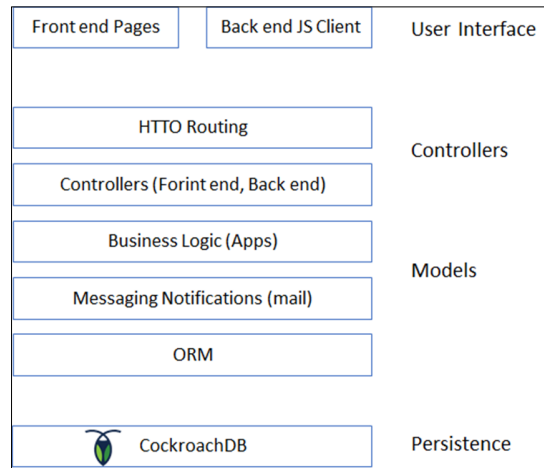 Front end Pages
Back end JS Client
User Interface
HTTO Routing
Controllers
Controllers (Forint end, Back end)
Business Logic (Apps)
Models
Messaging Notifications (mail)
ORM
CockroachDB
Persistence